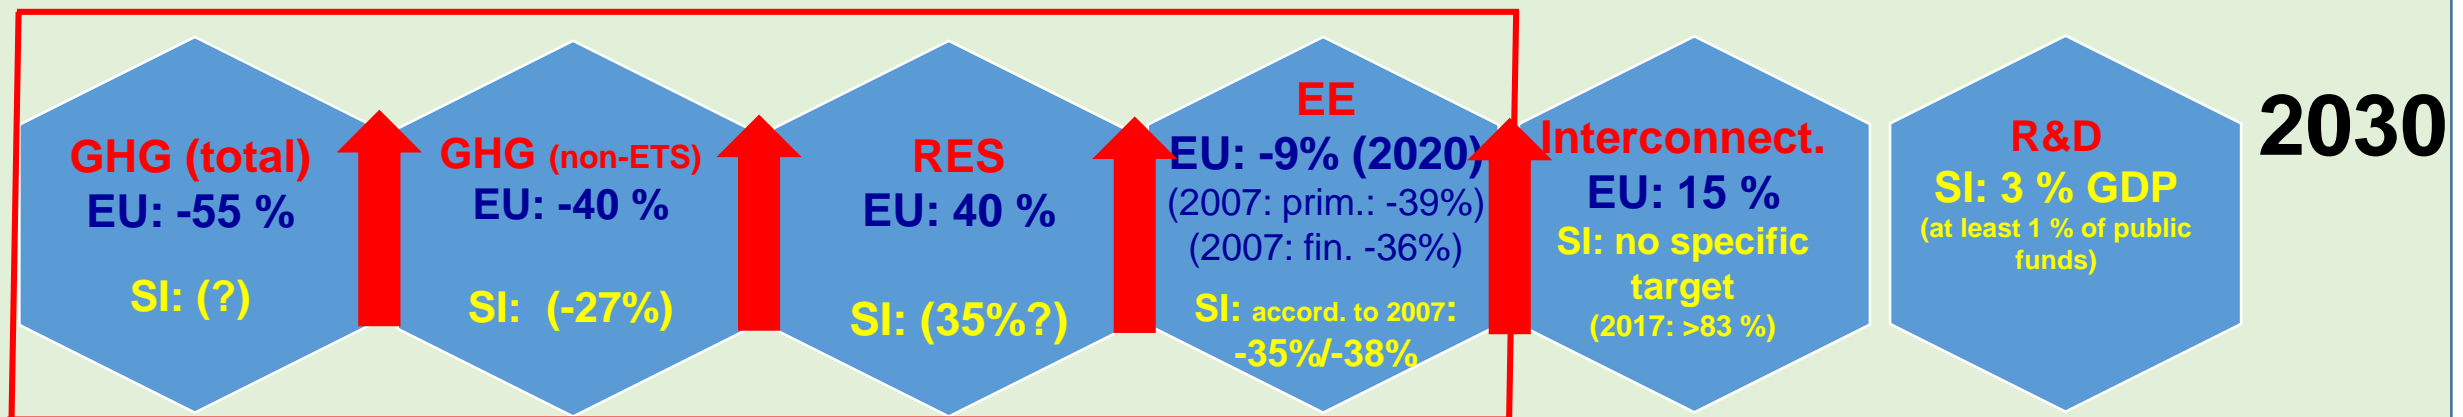 GHG (total)
EU: -55 %
SI: (?)
GHG (non-ETS)
EU: -40 %
SI: (-27%)
RES
EU: 40 %
SI: (35%?)
EE
EU: -9% (2020)
(2007: prim.: -39%)
(2007: fin. -36%)
SI: accord. to 2007:
-35%/-38%
Interconnect.
EU: 15 %
SI: no specific
target
(2017: >83 %)
R&D
SI: 3 % GDP
(at least 1 % of public
funds)
2030